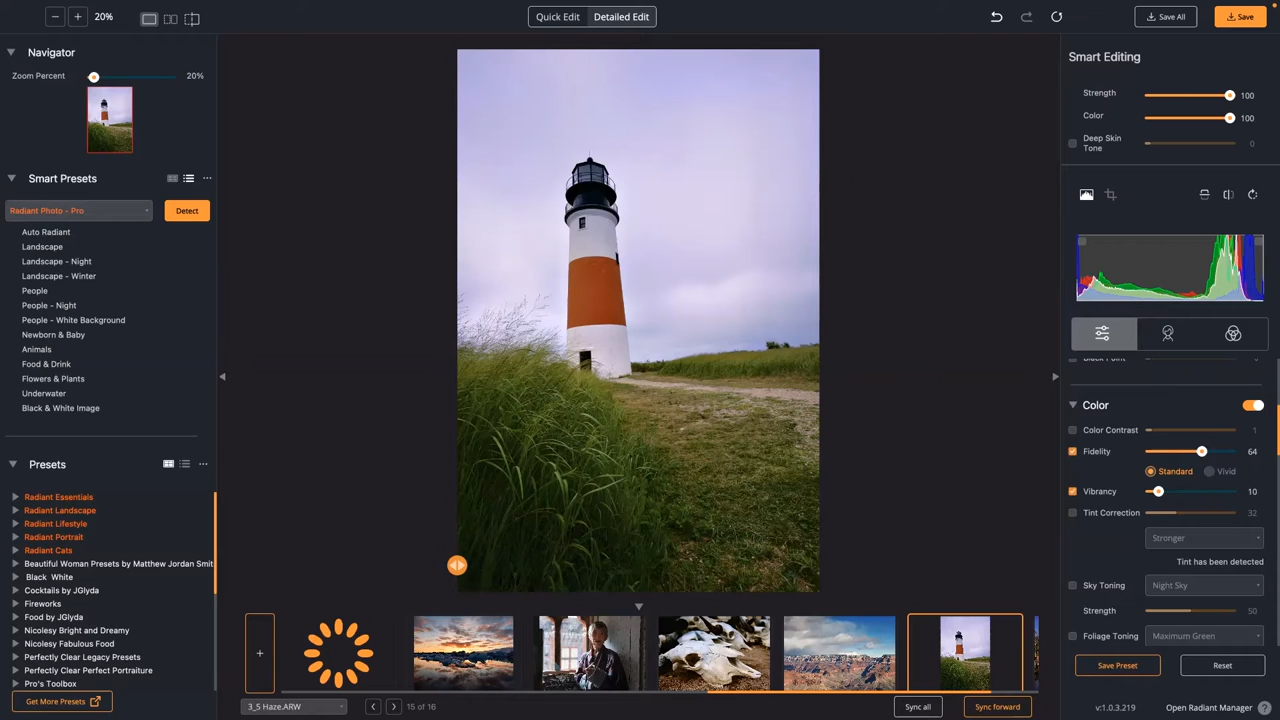 20%
Quick Edit
Detailed Edit
Save All
Save
Navigator
Zoom Percent
20%
Smart Presets
Radiant Photo - Pro
Detect
Auto Radiant
Landscape
Landscape - Night
Landscape - Winter
People
People - Night
People - White Background
Newborn & Baby
Animals
Food & Drink
Flowers & Plants
Underwater
Black & White Image
Presets
Radiant Essentials
Radiant Landscape
Radiant Lifestyle
Radiant Portrait
Radiant Cats
Beautiful Woman Presets by Matthew Jordan Smit
Black White
Cocktails by JGlyda
Fireworks
Food by JGlyda
Nicolesy Bright and Dreamy
Nicolesy Fabulous Food
Perfectly Clear Legacy Presets
Perfectly Clear Perfect Portraiture
Pro's Toolbox
Get More Presets
3_5 Haze.ARW
15 of 16
Sync all
Sync forward
Smart Editing
Strength 100
Color 100
Deep Skin
Tone 0
Black Point 0
Color
Color Contrast 1
Fidelity 64
Standard Vivid
Vibrancy 10
Tint Correction 32
Stronger
Tint has been detected
Sky Toning Night Sky
Strength 50
Foliage Toning Maximum Green
Save Preset
Reset
v:1.0.3.219
Open Radiant Manager